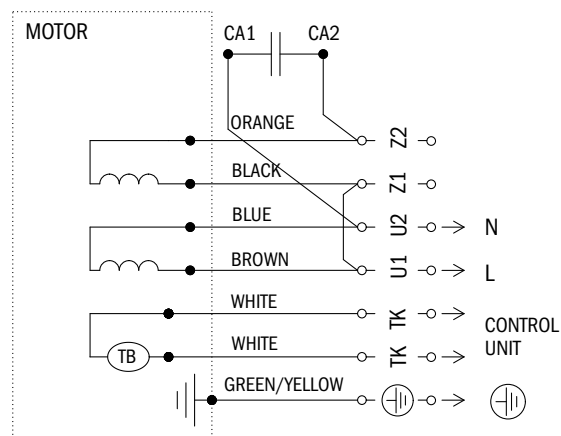 MOTOR
CA1 CA2
ORANGE Z2
BLACK Z1
BLUE U2 N
BROWN U1 L
WHITE TK
CONTROL
UNIT
WHITE TK
TB
GREEN/YELLOW